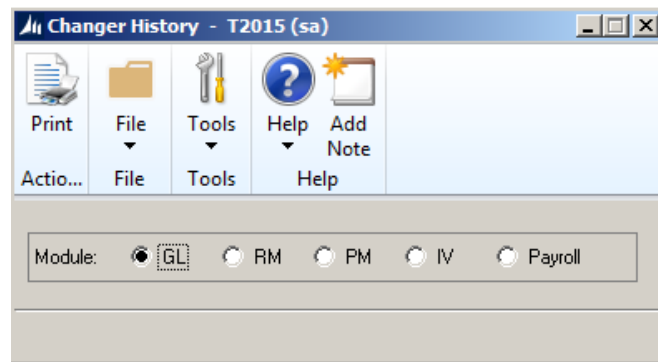 Changer History - T2015 (sa)
Print File Tools Help Add Note
Actio... File Tools Help
Module: GL RM PM IV Payroll